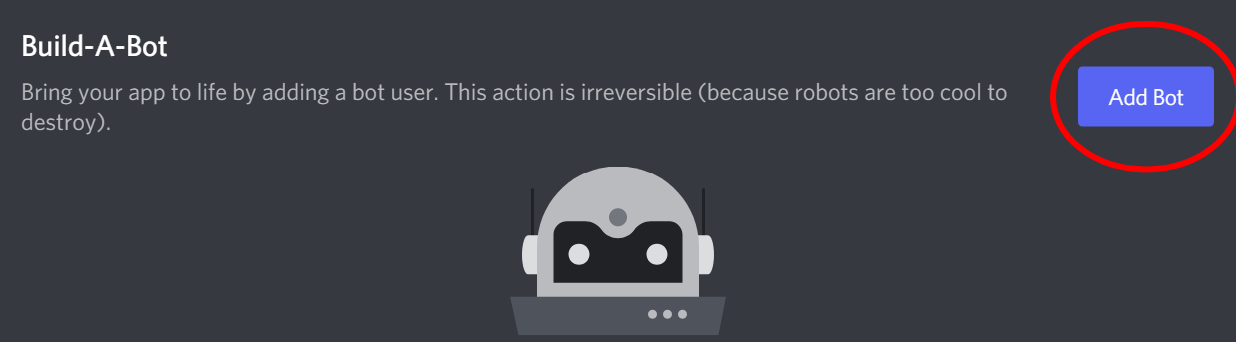 Build-A-Bot
Bring your app to life by adding a bot user. This action is irreversible (because robots are too cool to
destroy).
Add Bot